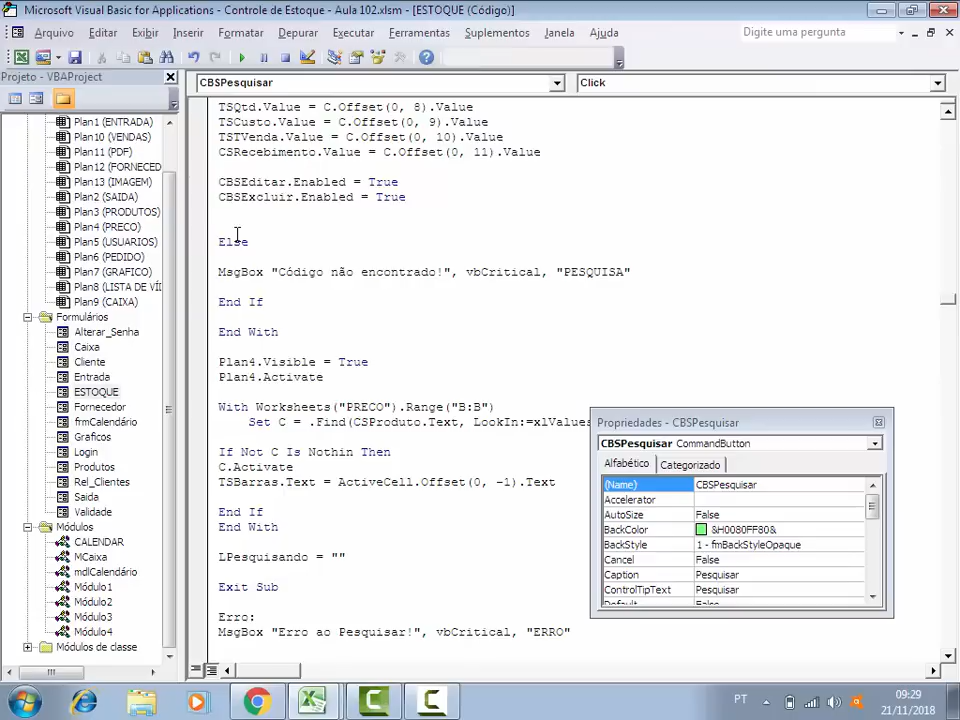 Microsoft Visual Basic for Applications - Controle de Estoque - Aula 102.xlsm - [ESTOQUE (Código)]
Arquivo Editar Exibir Inserir Formatar Depurar Executar Ferramentas Suplementos Janela Ajuda
Digite uma pergunta
Projeto - VBAProject
CBSPesquisar
Click
Plan1 (ENTRADA)
Plan10 (VENDAS)
Plan11 (PDF)
Plan12 (FORNECED
Plan13 (IMAGEM)
Plan2 (SAIDA)
Plan3 (PRODUTOS)
Plan4 (PRECO)
Plan5 (USUARIOS)
Plan6 (PEDIDO)
Plan7 (GRAFICO)
Plan8 (LISTA DE VÍ
Plan9 (CAIXA)
Formulários
Alterar_Senha
Caixa
Cliente
Entrada
ESTOQUE
Fornecedor
frmCalendário
Graficos
Login
Produtos
Rel_Clientes
Saida
Validade
Módulos
CALENDAR
MCaixa
mdlCalendário
Módulo1
Módulo2
Módulo3
Módulo4
Módulos de classe
TSQtd.Value = C.Offset(0, 8).Value
TSCusto.Value = C.Offset(0, 9).Value
TSTVenda.Value = C.Offset(0, 10).Value
CSRecebimento.Value = C.Offset(0, 11).Value
CBSEditar.Enabled = True
CBSExcluir.Enabled = True
Else
MsgBox "Código não encontrado!", vbCritical, "PESQUISA"
End If
End With
Plan4.Visible = True
Plan4.Activate
With Worksheets("PRECO").Range("B:B")
Set C = .Find(CSProduto.Text, LookIn:=xlValues
If Not C Is Nothin Then
C.Activate
TSBarras.Text = ActiveCell.Offset(0, -1).Text
End If
End With
LPesquisando = ""
Exit Sub
Erro:
MsgBox "Erro ao Pesquisar!", vbCritical, "ERRO"
Propriedades - CBSPesquisar
CBSPesquisar CommandButton
Alfabético Categorizado
(Name) CBSPesquisar
Accelerator
AutoSize False
BackColor &H0080FF80&
BackStyle 1 - fmBackStyleOpaque
Cancel False
Caption Pesquisar
ControlTipText Pesquisar
Default False
PT
09:29
21/11/2018